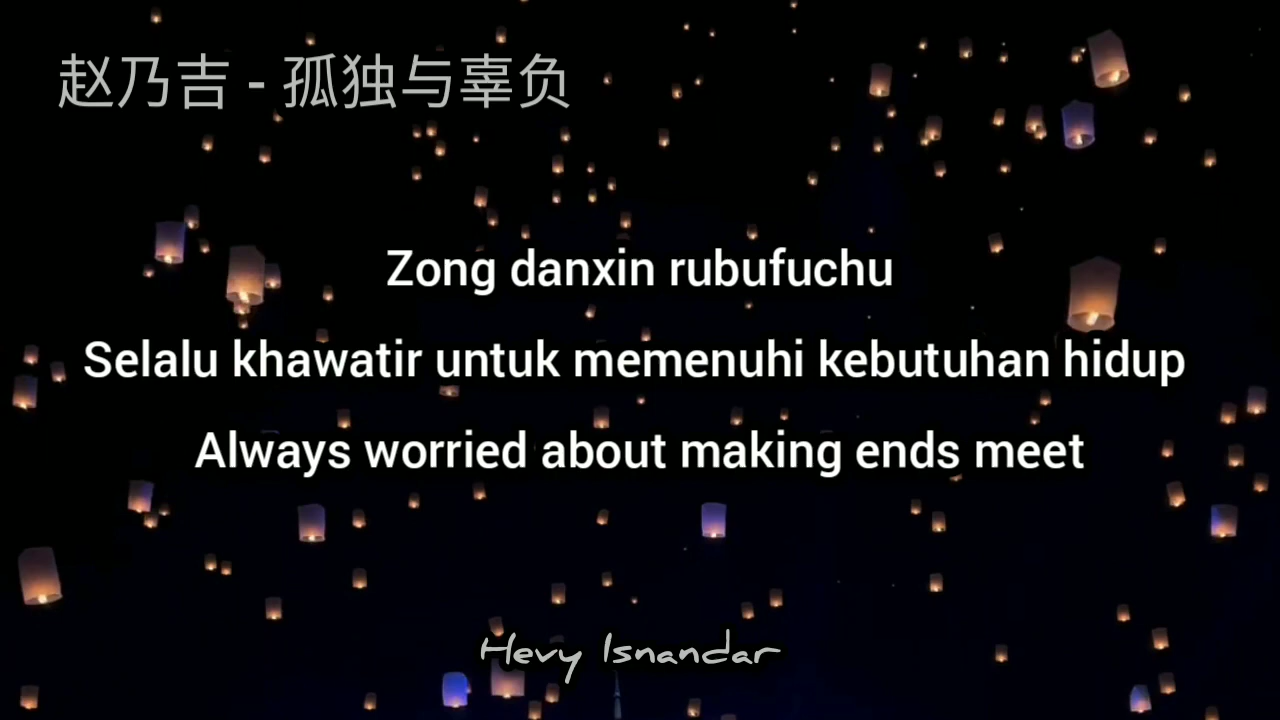 赵乃吉 - 孤独与辜负
Zong danxin rubufuchu
Selalu khawatir untuk memenuhi kebutuhan hidup
Always worried about making ends meet
Hevy Isnandar